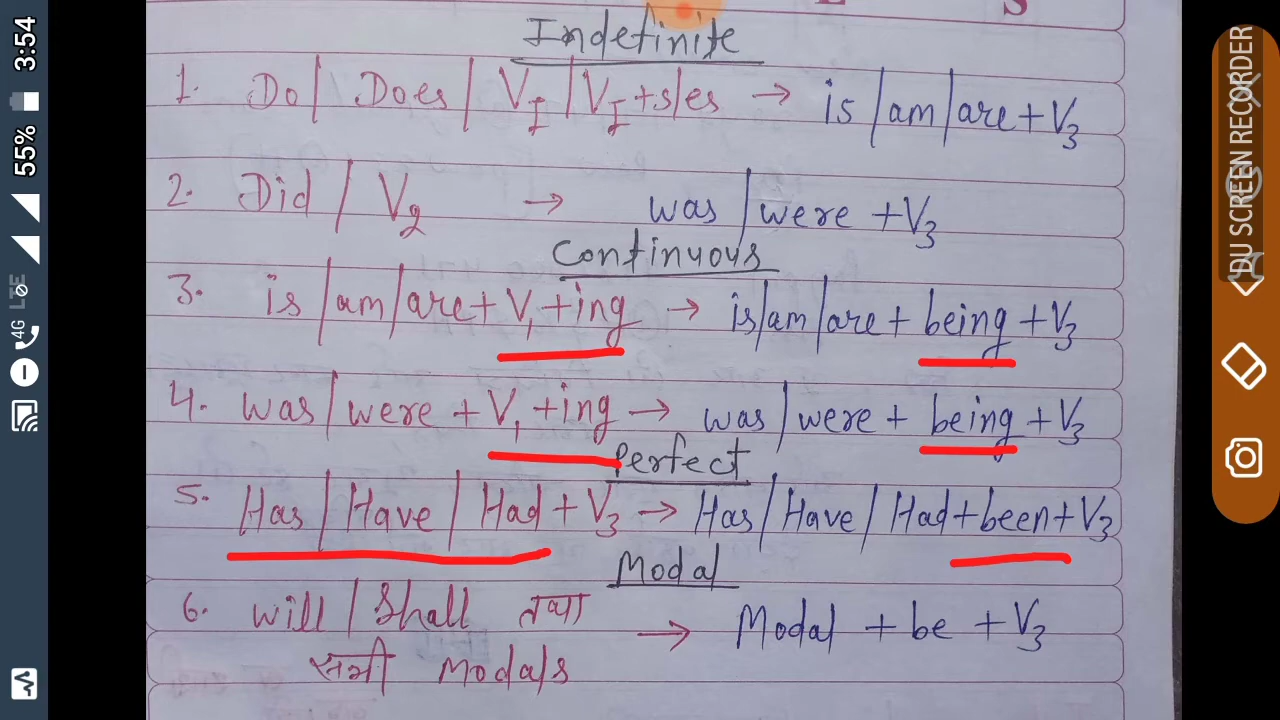 Indefinite
1. Do / Does / V1 / V1+s/es → is / am / are + V3
2. Did / V2 → was / were + V3
Continuous
3. is / am / are + V1 + ing → is / am / are + being + V3
4. was / were + V1 + ing → was / were + being + V3
Perfect
5. Has / Have / Had + V3 → Has / Have / Had + been + V3
Modal
6. will / Shall तथा → Modal + be + V3
सभी Modals
3:54
55%
4G LTE
DU SCREEN RECORDER